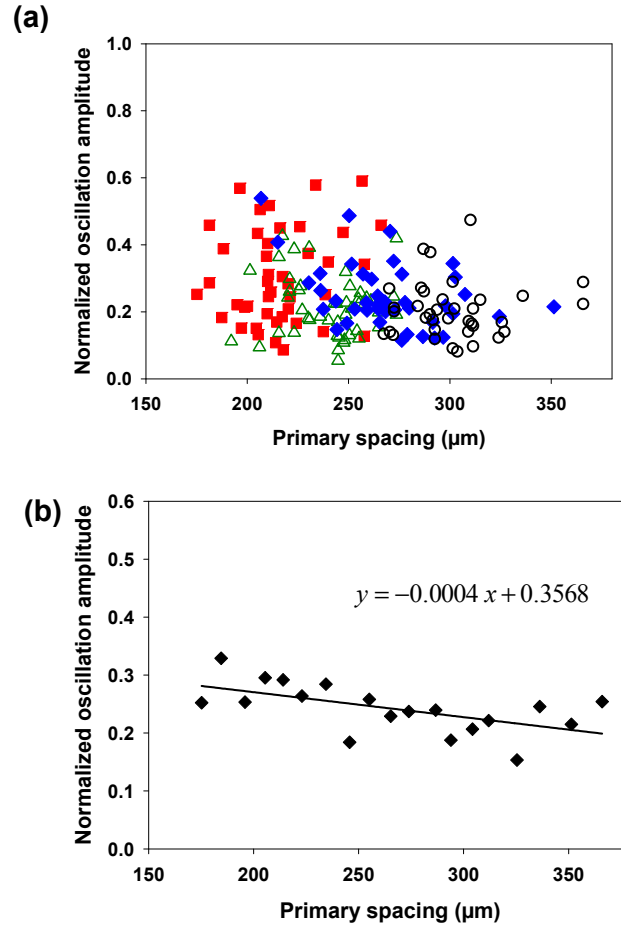 (a)
Normalized oscillation amplitude
1.0
0.8
0.6
0.4
0.2
0.0
150 200 250 300 350
Primary spacing (µm)
(b)
Normalized oscillation amplitude
0.6
0.5
0.4
0.3
0.2
0.1
0.0
y = −0.0004 x + 0.3568
150 200 250 300 350
Primary spacing (µm)